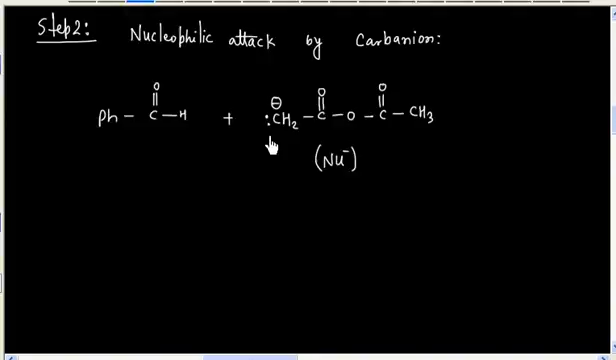 Step2: Nucleophilic attack by Carbanion:
O O O
Ph - C - H + :CH2 - C - O - C - CH3
⊖
(Nu⁻)